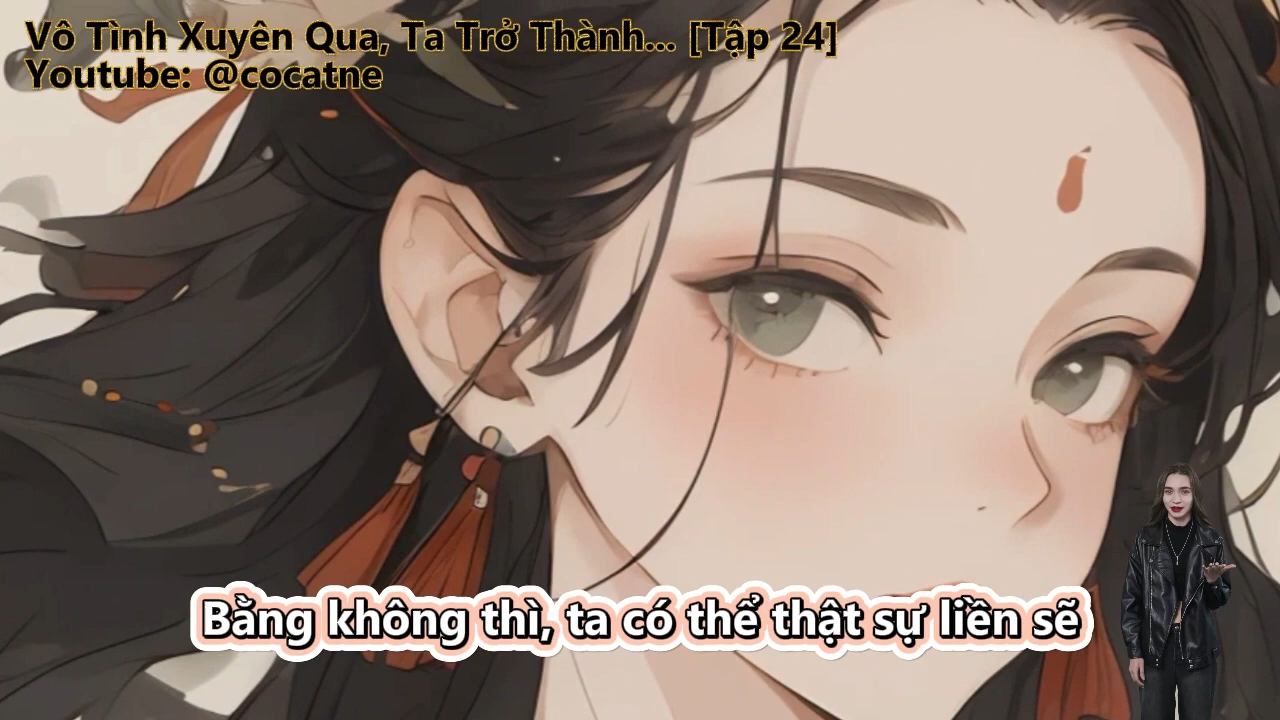 Vô Tình Xuyên Qua, Ta Trở Thành... [Tập 24]
Youtube: @cocatne
Bằng không thì, ta có thể thật sự liền sẽ